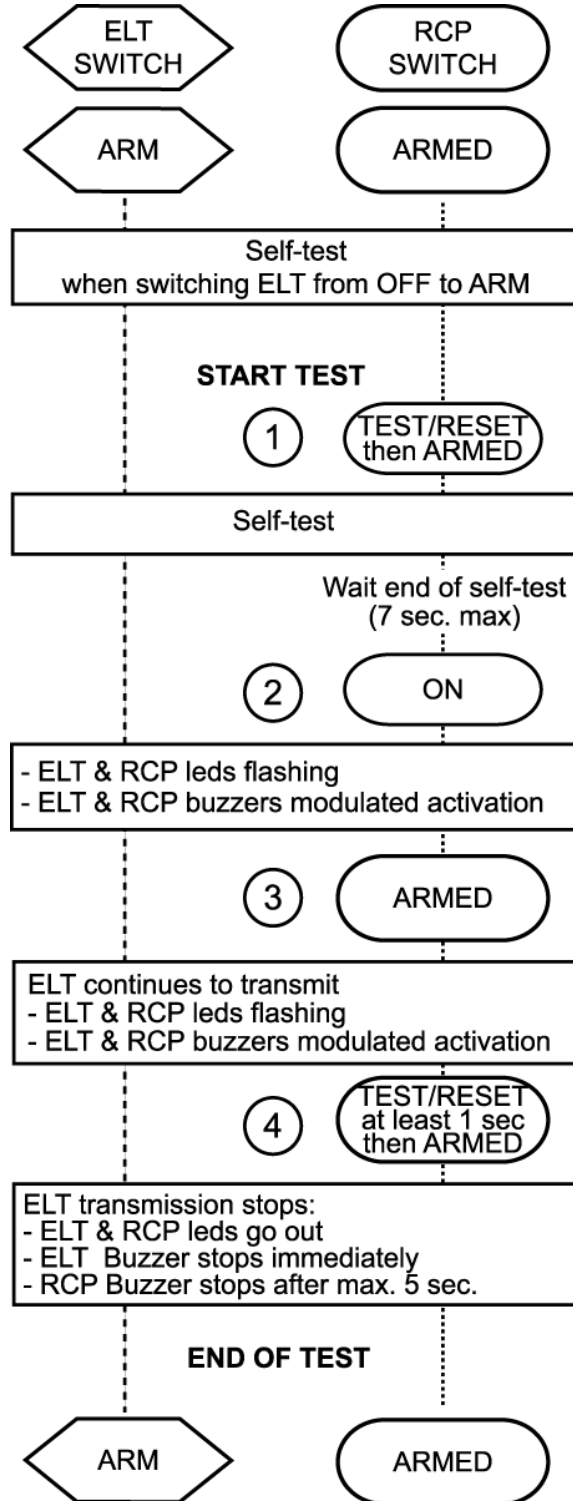 ELT
SWITCH
RCP
SWITCH
ARM
ARMED
Self-test
when switching ELT from OFF to ARM
START TEST
1
TEST/RESET
then ARMED
Self-test
Wait end of self-test
(7 sec. max)
2
ON
- ELT & RCP leds flashing
- ELT & RCP buzzers modulated activation
3
ARMED
ELT continues to transmit
- ELT & RCP leds flashing
- ELT & RCP buzzers modulated activation
4
TEST/RESET
at least 1 sec
then ARMED
ELT transmission stops:
- ELT & RCP leds go out
- ELT Buzzer stops immediately
- RCP Buzzer stops after max. 5 sec.
END OF TEST
ARM
ARMED